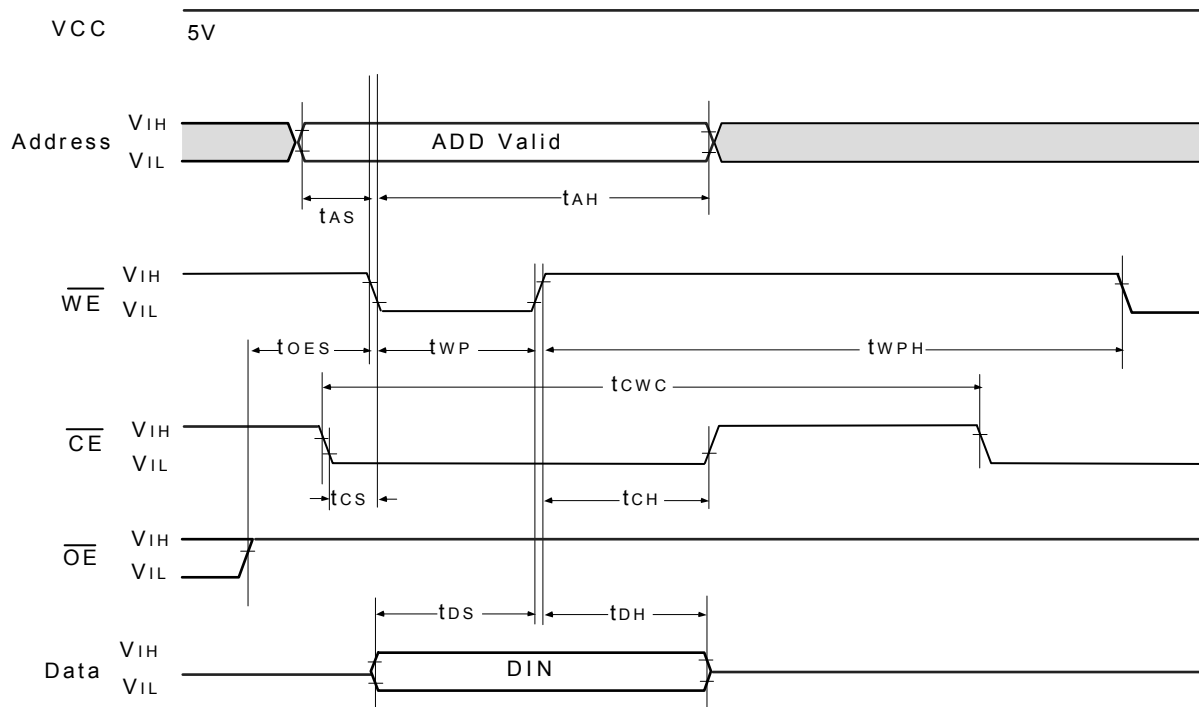 VCC 5V
Address VIH ADD Valid
VIL
tAS tAH
WE VIH
VIL
tOES tWP tWPH
tCWC
CE VIH
VIL
tCS tCH
OE VIH
VIL
tDS tDH
Data VIH DIN
VIL